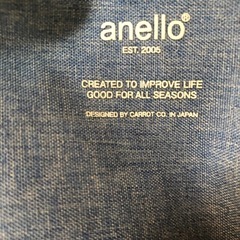 anello®
EST. 2005
CREATED TO IMPROVE LIFE
GOOD FOR ALL SEASONS
DESIGNED BY CARROT CO. IN JAPAN